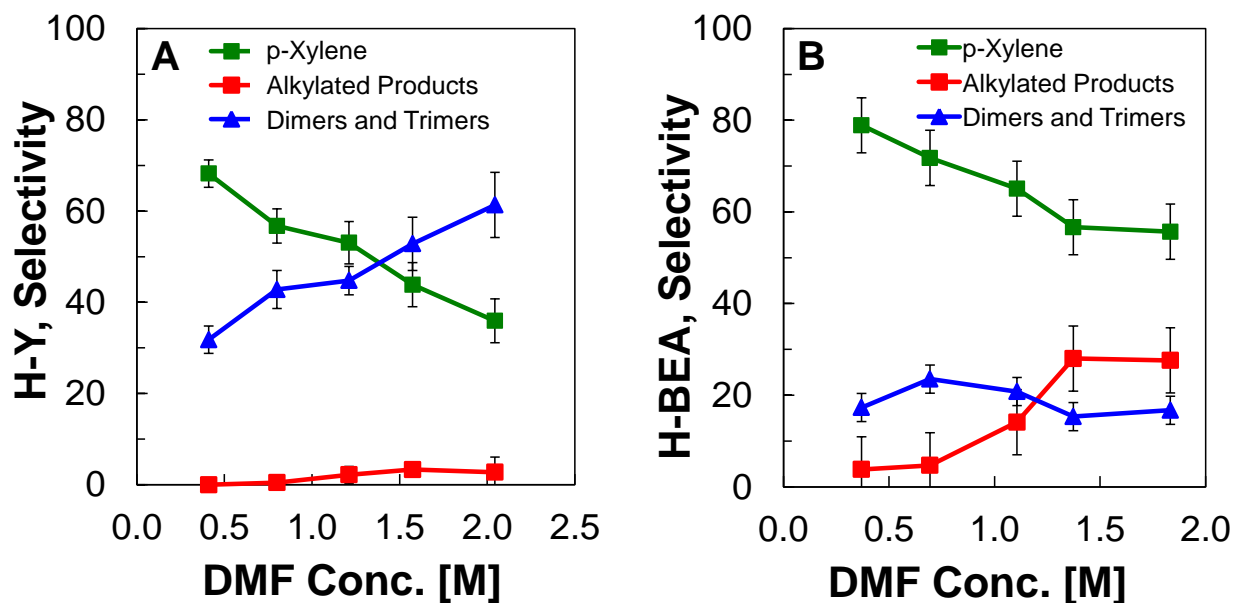 A
p-Xylene
Alkylated Products
Dimers and Trimers
H-Y, Selectivity
100
80
60
40
20
0
0.0 0.5 1.0 1.5 2.0 2.5
DMF Conc. [M]
B
p-Xylene
Alkylated Products
Dimers and Trimers
H-BEA, Selectivity
100
80
60
40
20
0
0.0 0.5 1.0 1.5 2.0
DMF Conc. [M]